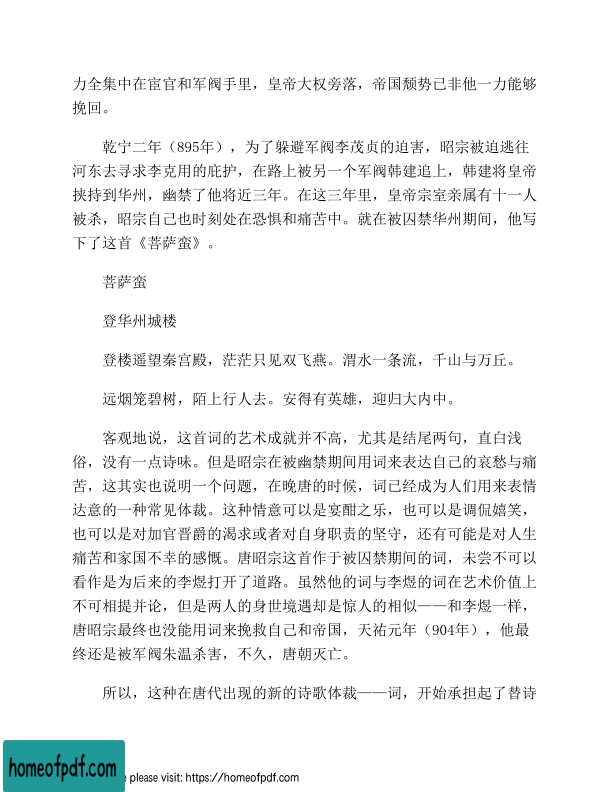 力全集中在宦官和军阀手里，皇帝大权旁落，帝国颓势已非他一力能够
挽回。
乾宁二年（895年），为了躲避军阀李茂贞的迫害，昭宗被迫逃往
河东去寻求李克用的庇护，在路上被另一个军阀韩建追上，韩建将皇帝
挟持到华州，幽禁了他将近三年。在这三年里，皇帝宗室亲属有十一人
被杀，昭宗自己也时刻处在恐惧和痛苦中。就在被囚禁华州期间，他写
下了这首《菩萨蛮》。
菩萨蛮
登华州城楼
登楼遥望秦宫殿，茫茫只见双飞燕。渭水一条流，千山与万丘。
远烟笼碧树，陌上行人去。安得有英雄，迎归大内中。
客观地说，这首词的艺术成就并不高，尤其是结尾两句，直白浅
俗，没有一点诗味。但是昭宗在被幽禁期间用词来表达自己的哀愁与痛
苦，这其实也说明一个问题，在晚唐的时候，词已经成为人们用来表情
达意的一种常见体裁。这种情意可以是宴酣之乐，也可以是调侃嬉笑，
也可以是对加官晋爵的渴求或者对自身职责的坚守，还有可能是对人生
痛苦和家国不幸的感慨。唐昭宗这首作于被囚禁期间的词，未尝不可以
看作是为后来的李煜打开了道路。虽然他的词与李煜的词在艺术价值上
不可相提并论，但是两人的身世境遇却是惊人的相似——和李煜一样，
唐昭宗最终也没能用词来挽救自己和帝国，天祐元年（904年），他最
终还是被军阀朱温杀害，不久，唐朝灭亡。
所以，这种在唐代出现的新的诗歌体裁——词，开始承担起了替诗
homeofpdf.com
e please visit: https://homeofpdf.com